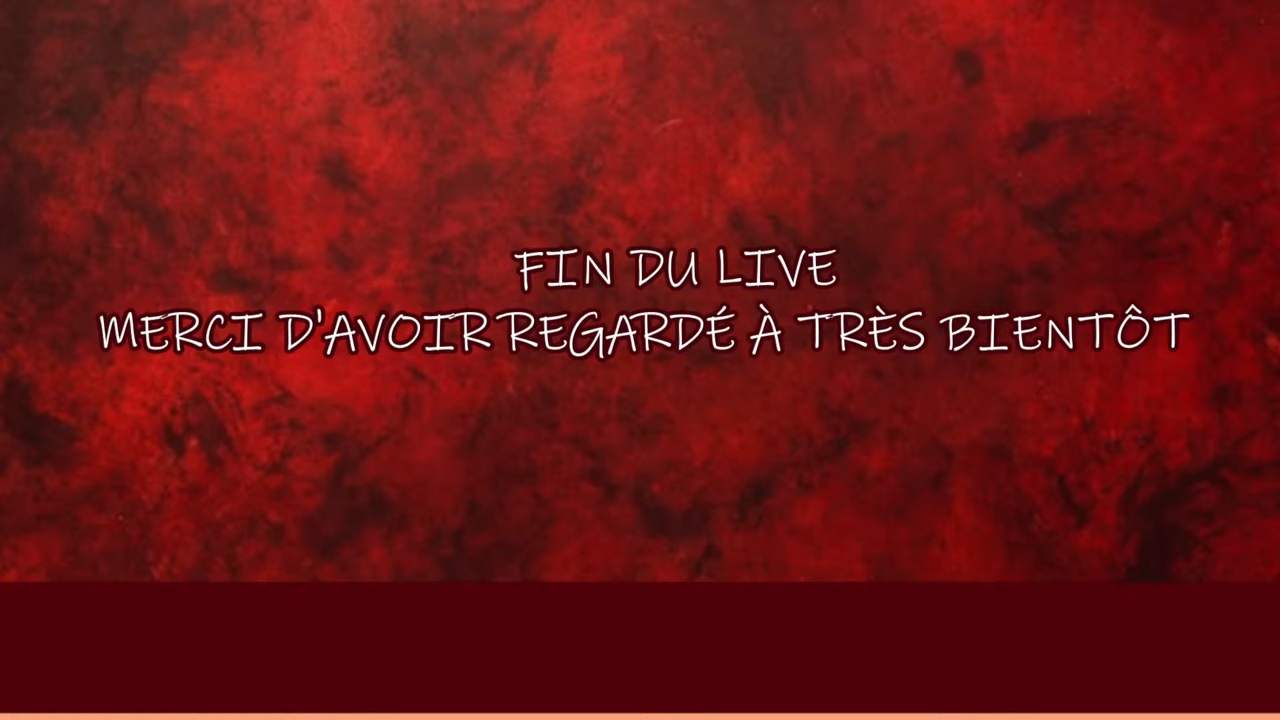 FIN DU LIVE
MERCI D'AVOIR REGARDÉ À TRÈS BIENTÔT